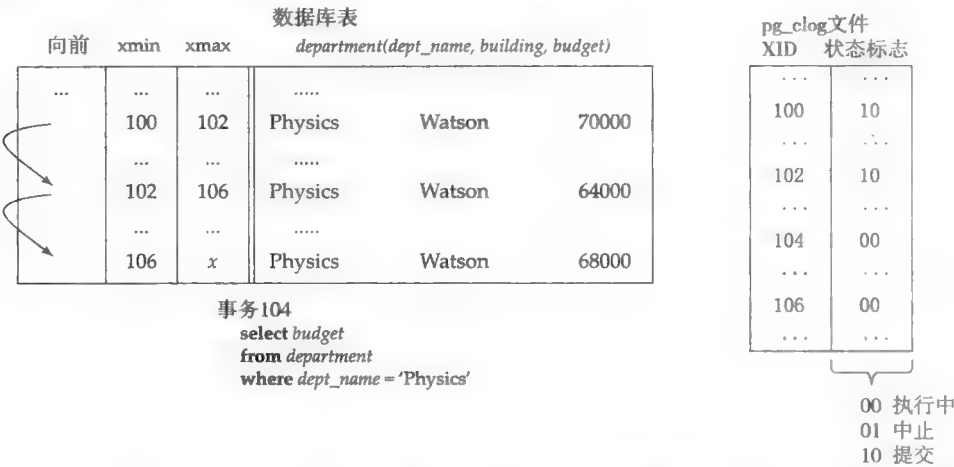 数据库表
向前 xmin xmax department(dept_name, building, budget)
... ... ... .....
100 102 Physics Watson 70000
... ... .....
102 106 Physics Watson 64000
... ... .....
106 x Physics Watson 68000
事务104
select budget
from department
where dept_name = 'Physics'
pg_clog文件
XID 状态标志
... ...
100 10
... ...
102 10
... ...
104 00
... ...
106 00
... ...
00 执行中
01 中止
10 提交